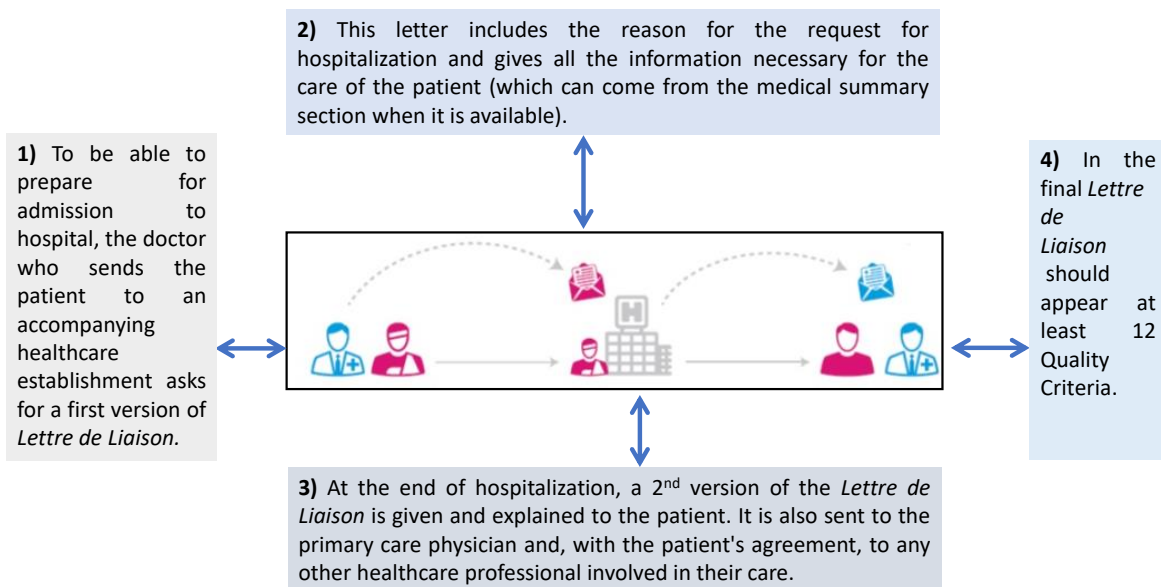 2) This letter includes the reason for the request for
hospitalization and gives all the information necessary for the
care of the patient (which can come from the medical summary
section when it is available).
1) To be able to
prepare for
admission to
hospital, the doctor
who sends the
patient to an
accompanying
healthcare
establishment asks
for a first version of
Lettre de Liaison.
H
4) In the
final Lettre
de
Liaison
should
appear at
least 12
Quality
Criteria.
3) At the end of hospitalization, a 2nd version of the Lettre de
Liaison is given and explained to the patient. It is also sent to the
primary care physician and, with the patient's agreement, to any
other healthcare professional involved in their care.